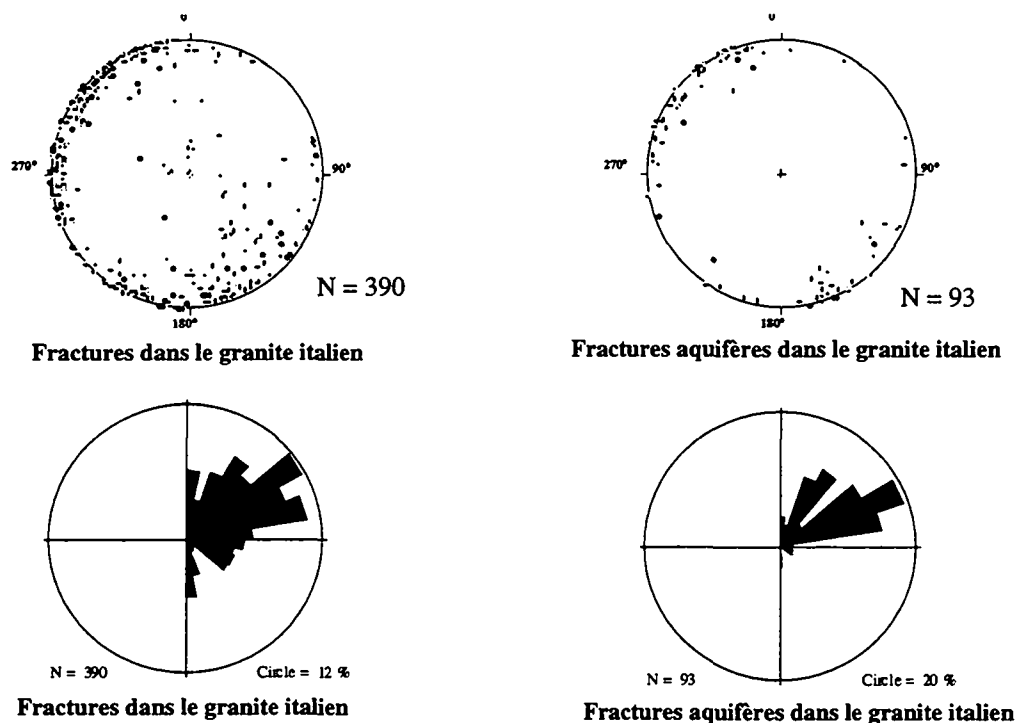 0
0
270°
90°
270°
90°
N = 390
N = 93
180°
180°
Fractures dans le granite italien
Fractures aquifères dans le granite italien
N = 390
Circle = 12 %
N = 93
Circle = 20 %
Fractures dans le granite italien
Fractures aquifères dans le granite italien